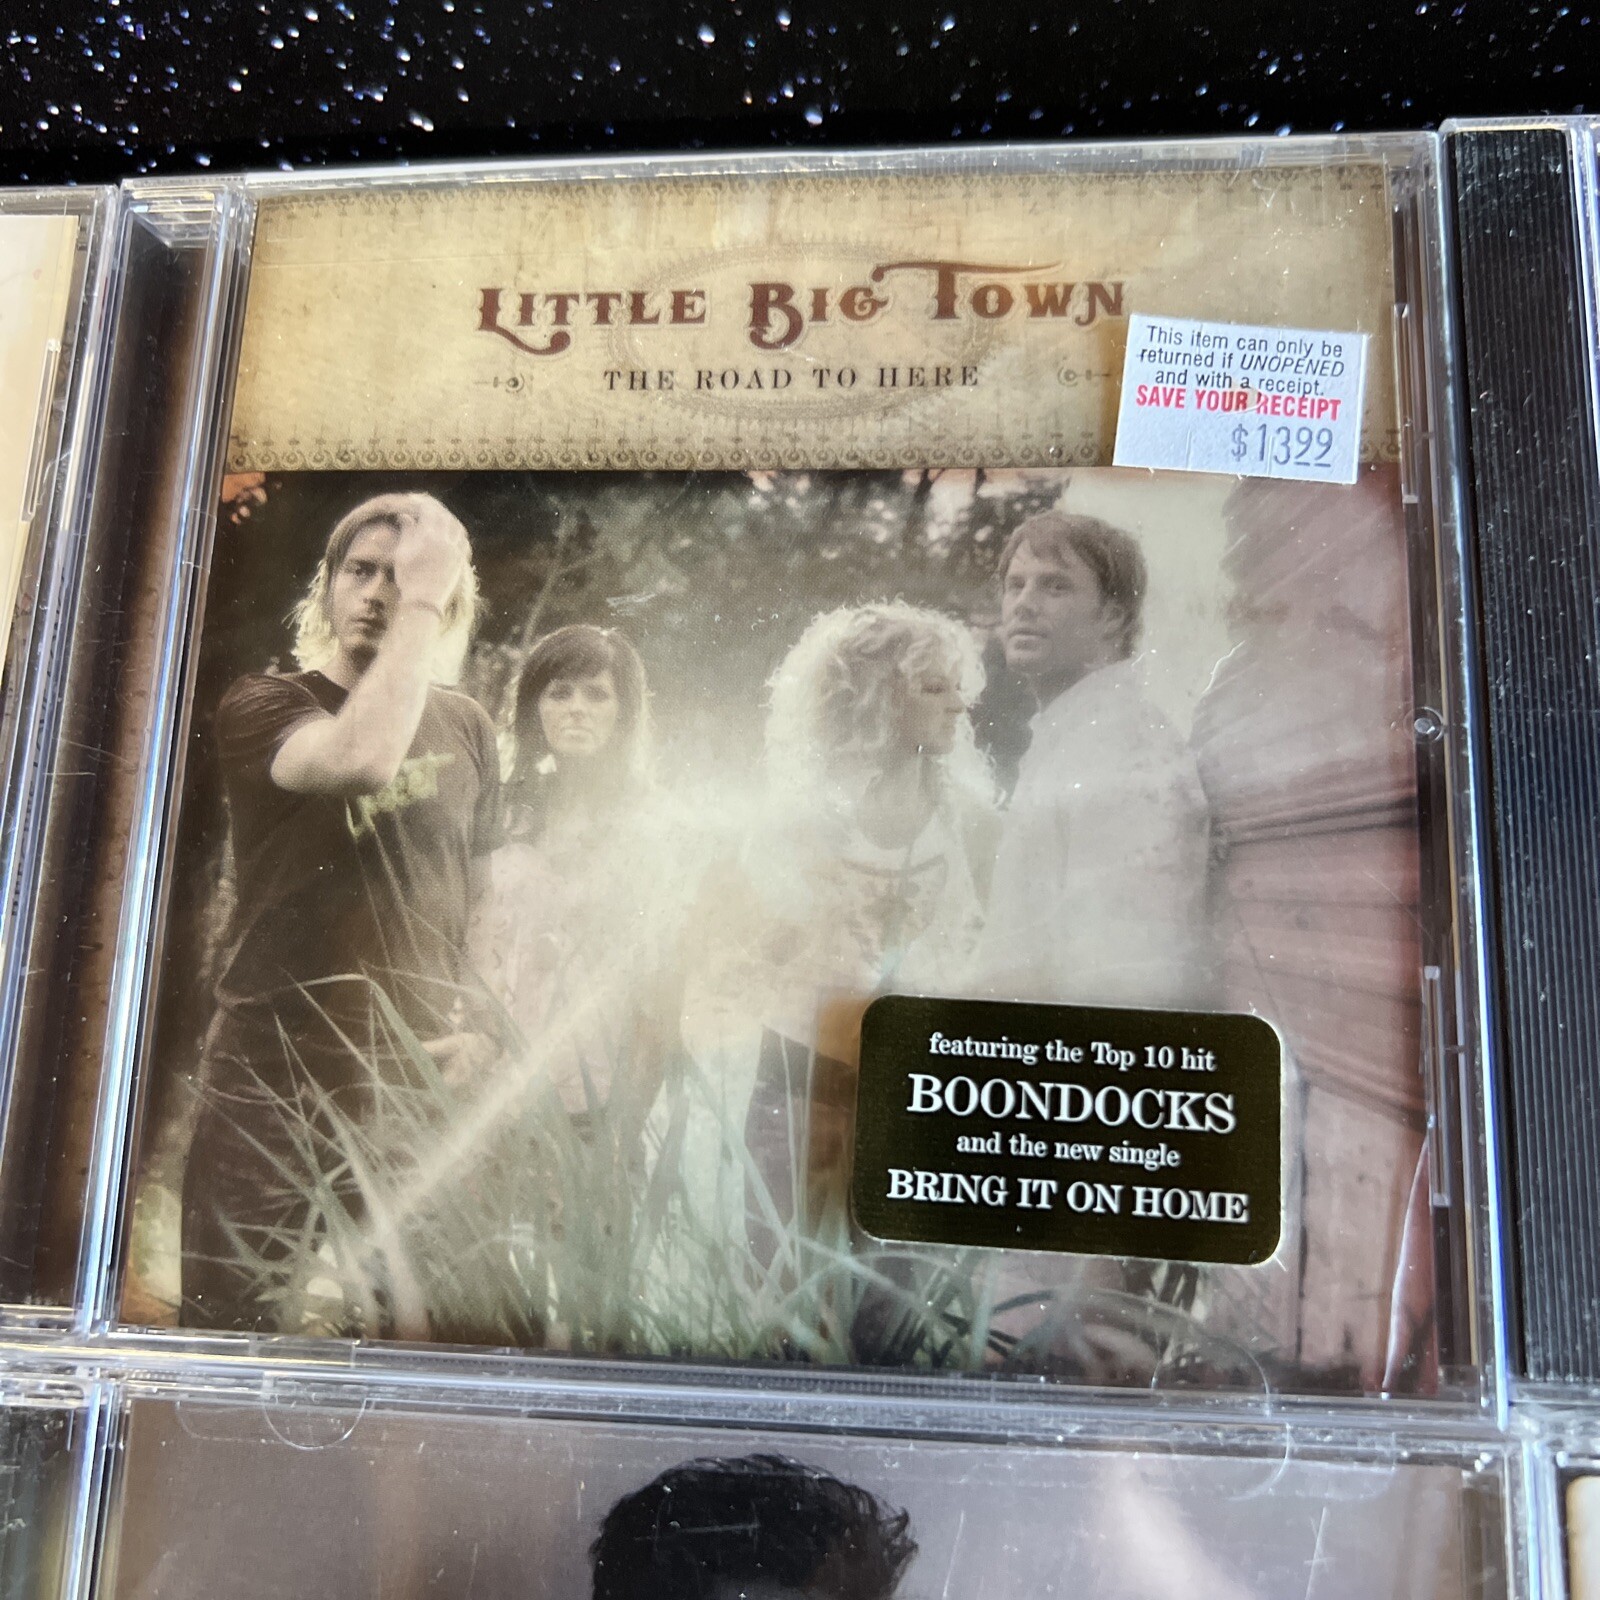 Little Big Town
THE ROAD TO HERE
This item can only be
returned if UNOPENED
and with a receipt.
SAVE YOUR RECEIPT
$13.99
featuring the Top 10 hit
BOONDOCKS
and the new single
BRING IT ON HOME